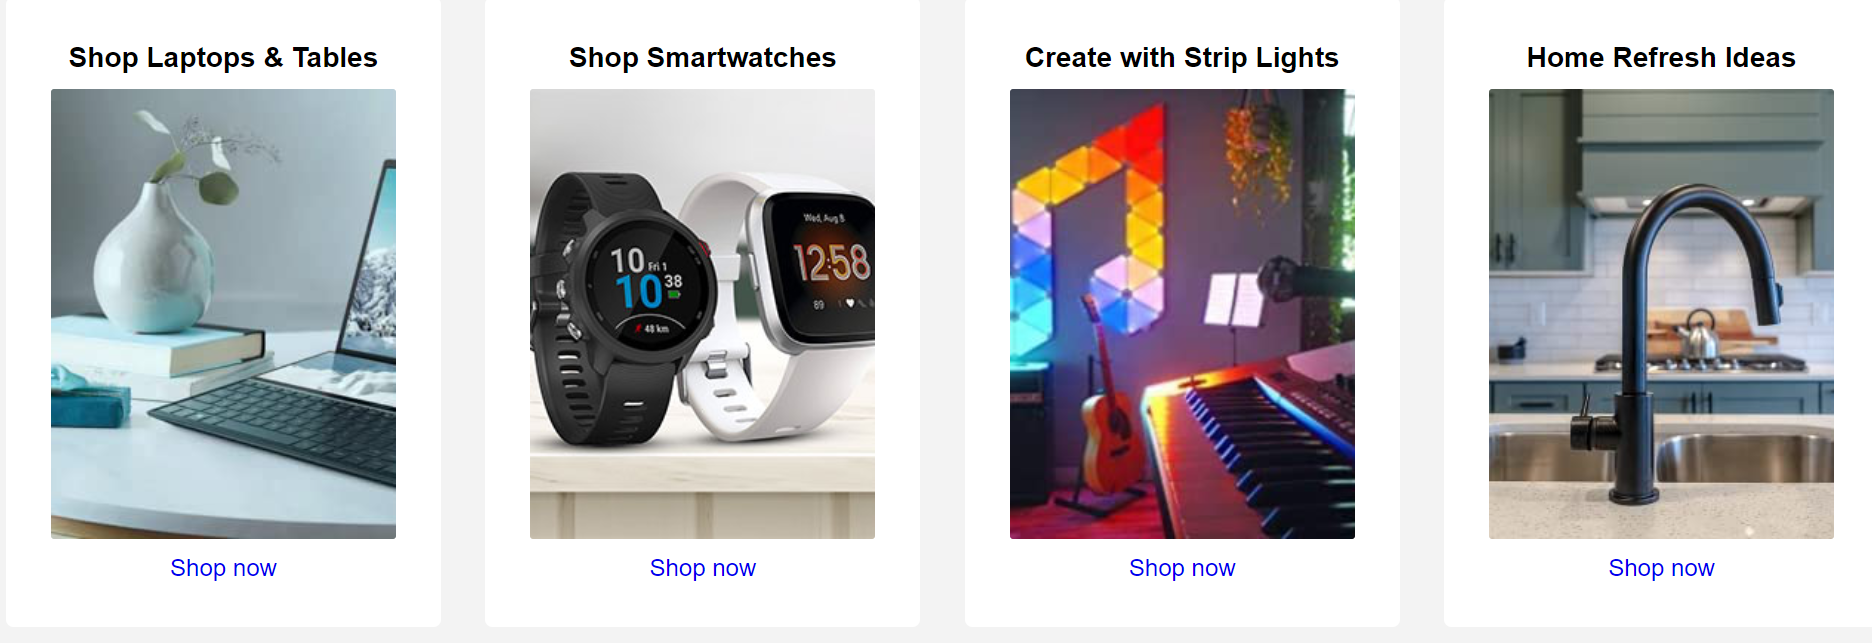 Shop Laptops & Tables
Shop Smartwatches
Create with Strip Lights
Home Refresh Ideas
10 Fri 1
10 38
48 km
Wed, Aug 8
12:58
89
Shop now
Shop now
Shop now
Shop now